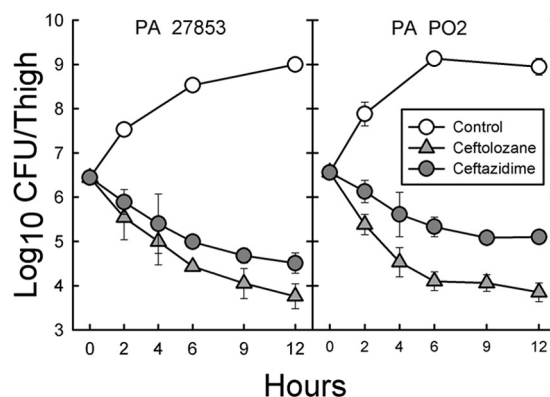 PA 27853
PA PO2
Log10 CFU/Thigh
10
9
8
7
6
5
4
3
Control
Ceftolozane
Ceftazidime
0 2 4 6 9 12
0 2 4 6 9 12
Hours